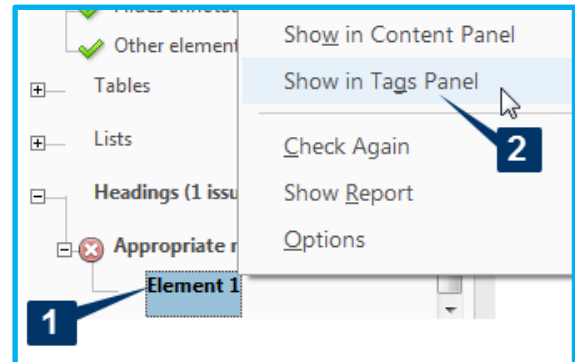 Other element
Tables
Lists
Headings (1 issu
Appropriate r
Element 1
1
Show in Content Panel
Show in Tags Panel
2
Check Again
Show Report
Options